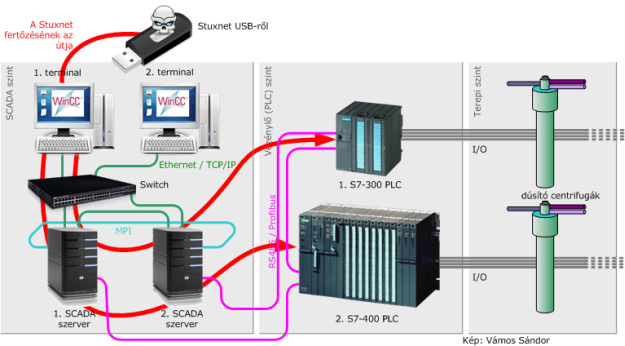 A Stuxnet
fertőzésének az
útja
Stuxnet USB-ről
SCADA szint
1. terminal
2. terminal
WinCC
WinCC
Ethernet / TCP/IP
Switch
MPI
1. SCADA
szerver
2. SCADA
szerver
Vezénylő (PLC) szint
RS485 / Profibus
1. S7-300 PLC
2. S7-400 PLC
Terepi szint
I/O
dúsító centrifugák
I/O
Kép: Vámos Sándor